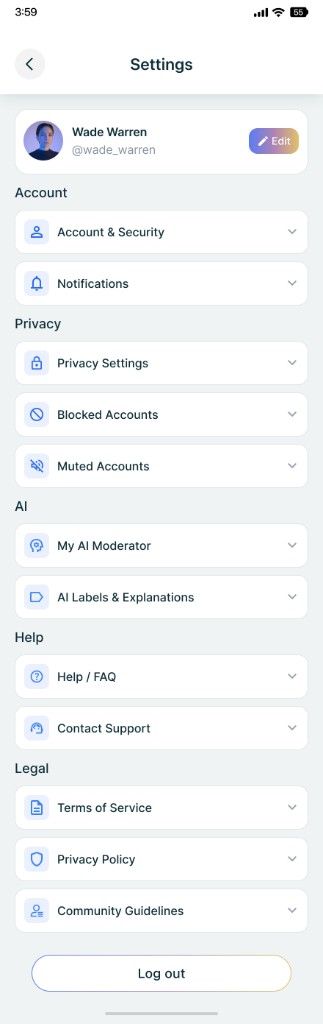 3:59
55
Settings
Wade Warren
@wade_warren
Edit
Account
Account & Security
Notifications
Privacy
Privacy Settings
Blocked Accounts
Muted Accounts
AI
My AI Moderator
AI Labels & Explanations
Help
Help / FAQ
Contact Support
Legal
Terms of Service
Privacy Policy
Community Guidelines
Log out